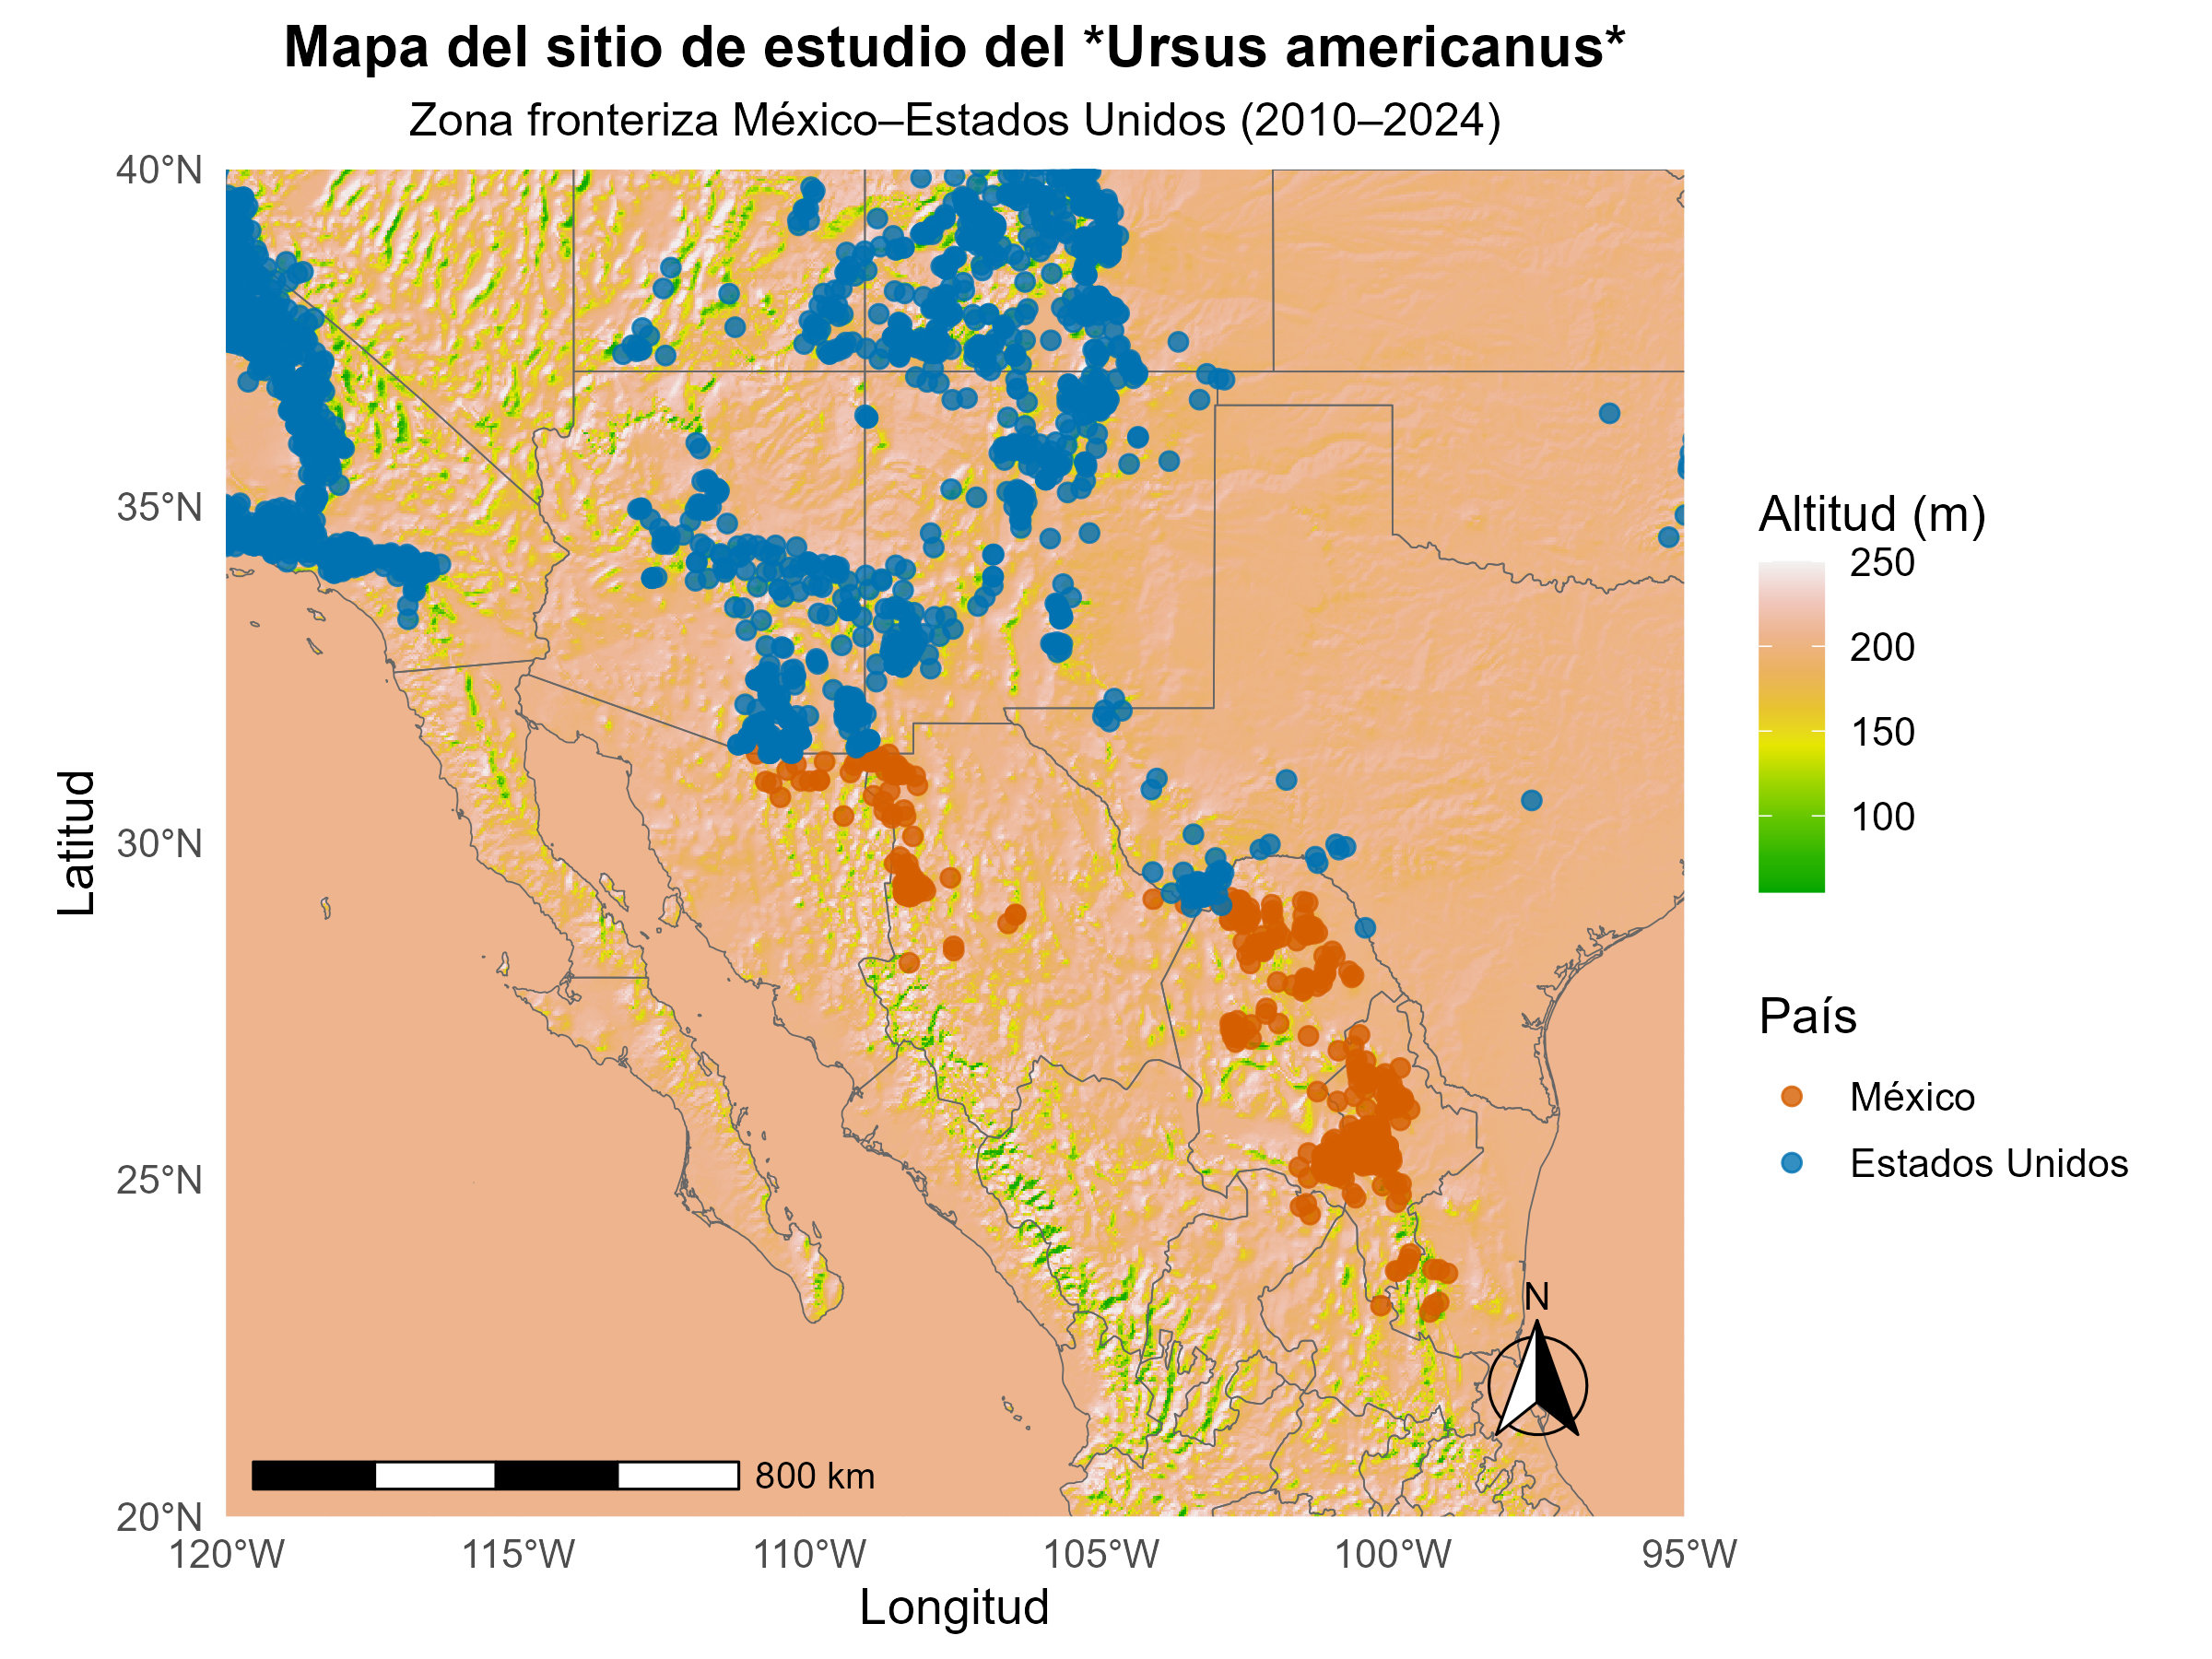 Mapa del sitio de estudio del *Ursus americanus*
Zona fronteriza México–Estados Unidos (2010–2024)
40°N
35°N
30°N
25°N
20°N
Latitud
120°W
115°W
110°W
105°W
100°W
95°W
Longitud
800 km
N
Altitud (m)
250
200
150
100
País
México
Estados Unidos